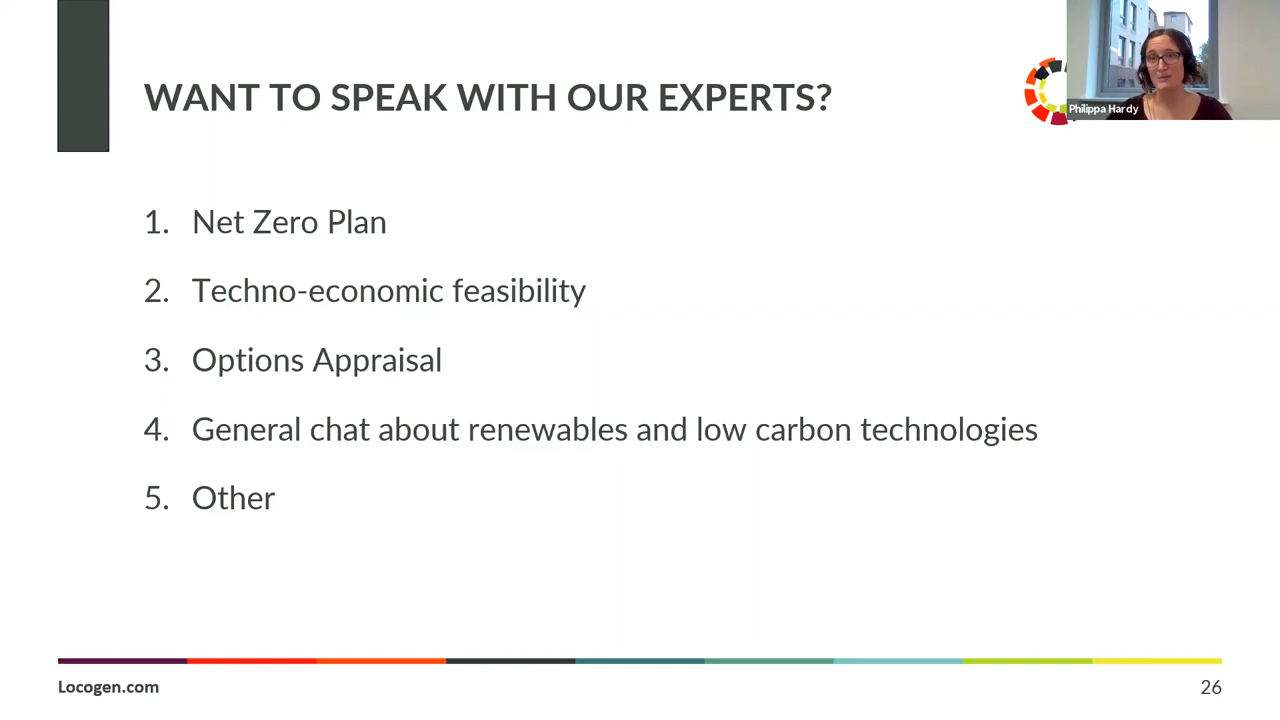 WANT TO SPEAK WITH OUR EXPERTS?
Philippa Hardy
1. Net Zero Plan
2. Techno-economic feasibility
3. Options Appraisal
4. General chat about renewables and low carbon technologies
5. Other
Locogen.com
26